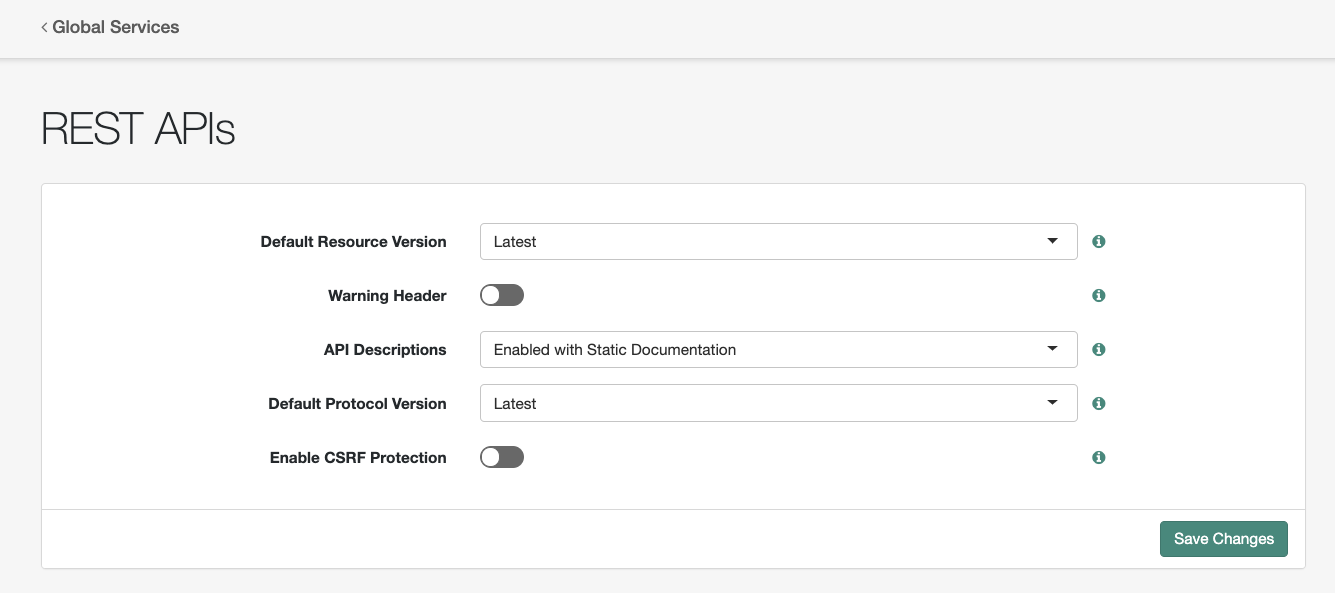 Global Services
REST APIs
Default Resource Version Latest
Warning Header
API Descriptions Enabled with Static Documentation
Default Protocol Version Latest
Enable CSRF Protection
Save Changes